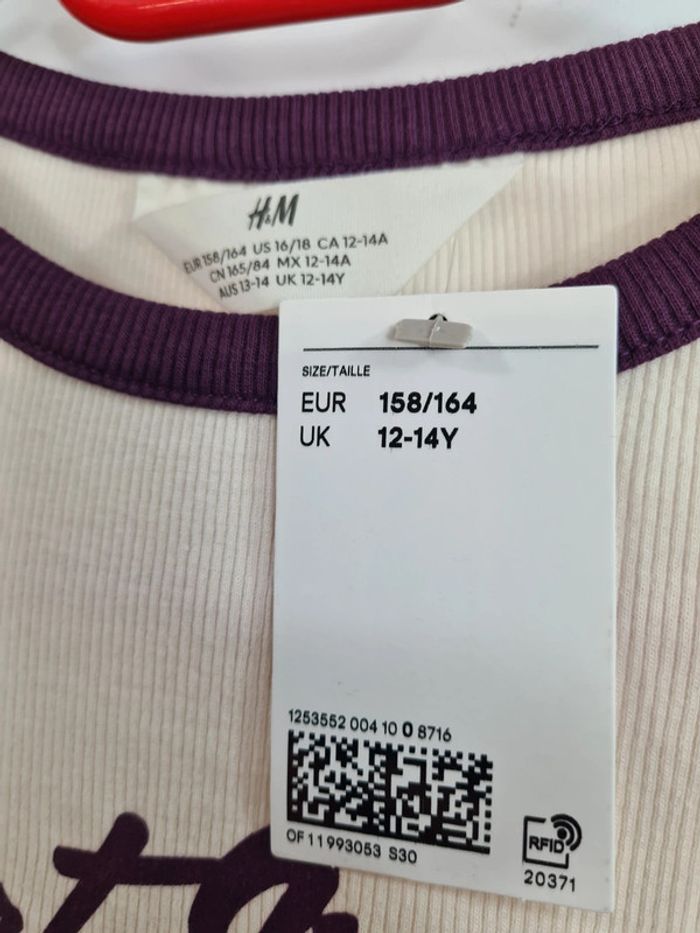 H&M
EUR 158/164 US 16/18 CA 12-14A
CN 165/84 MX 12-14A
AUS 13-14 UK 12-14Y
SIZE/TAILLE
EUR 158/164
UK 12-14Y
1253552 004 10 0 8716
OF 11993053 S30
RFID
20371